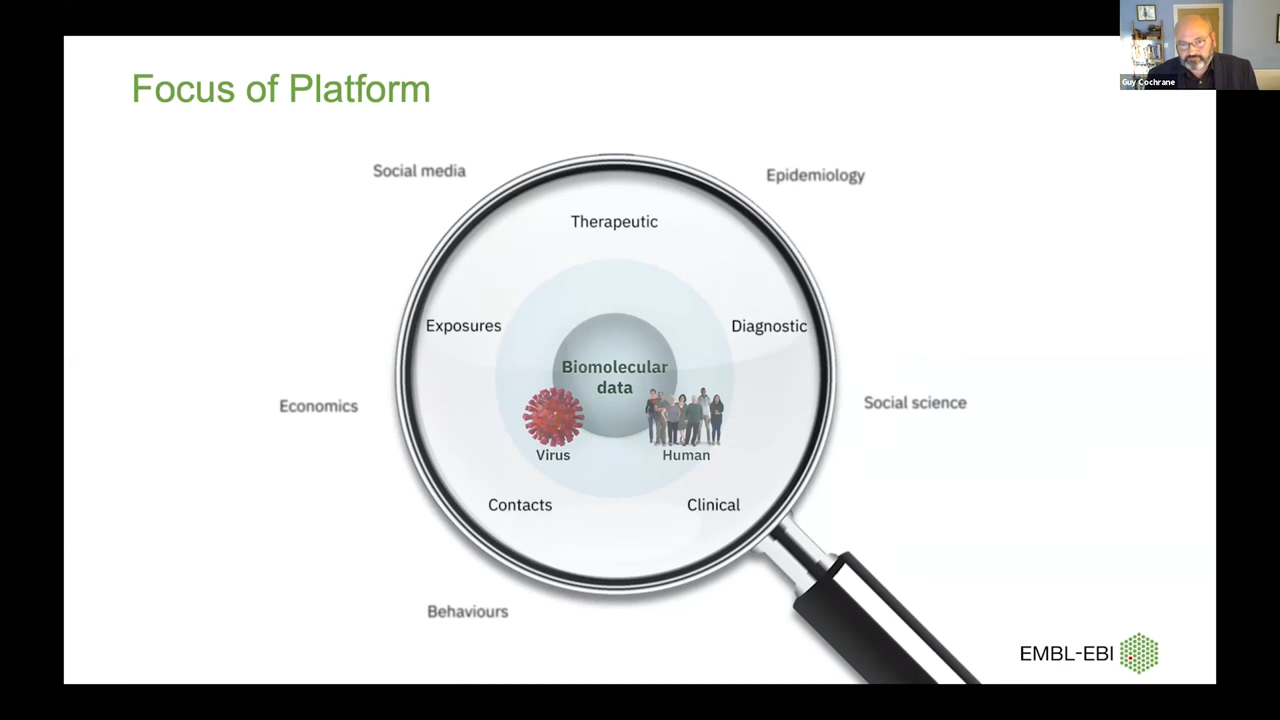 Focus of Platform
Guy Cochrane
Social media
Epidemiology
Therapeutic
Exposures
Diagnostic
Biomolecular
data
Economics
Social science
Virus
Human
Contacts
Clinical
Behaviours
EMBL-EBI